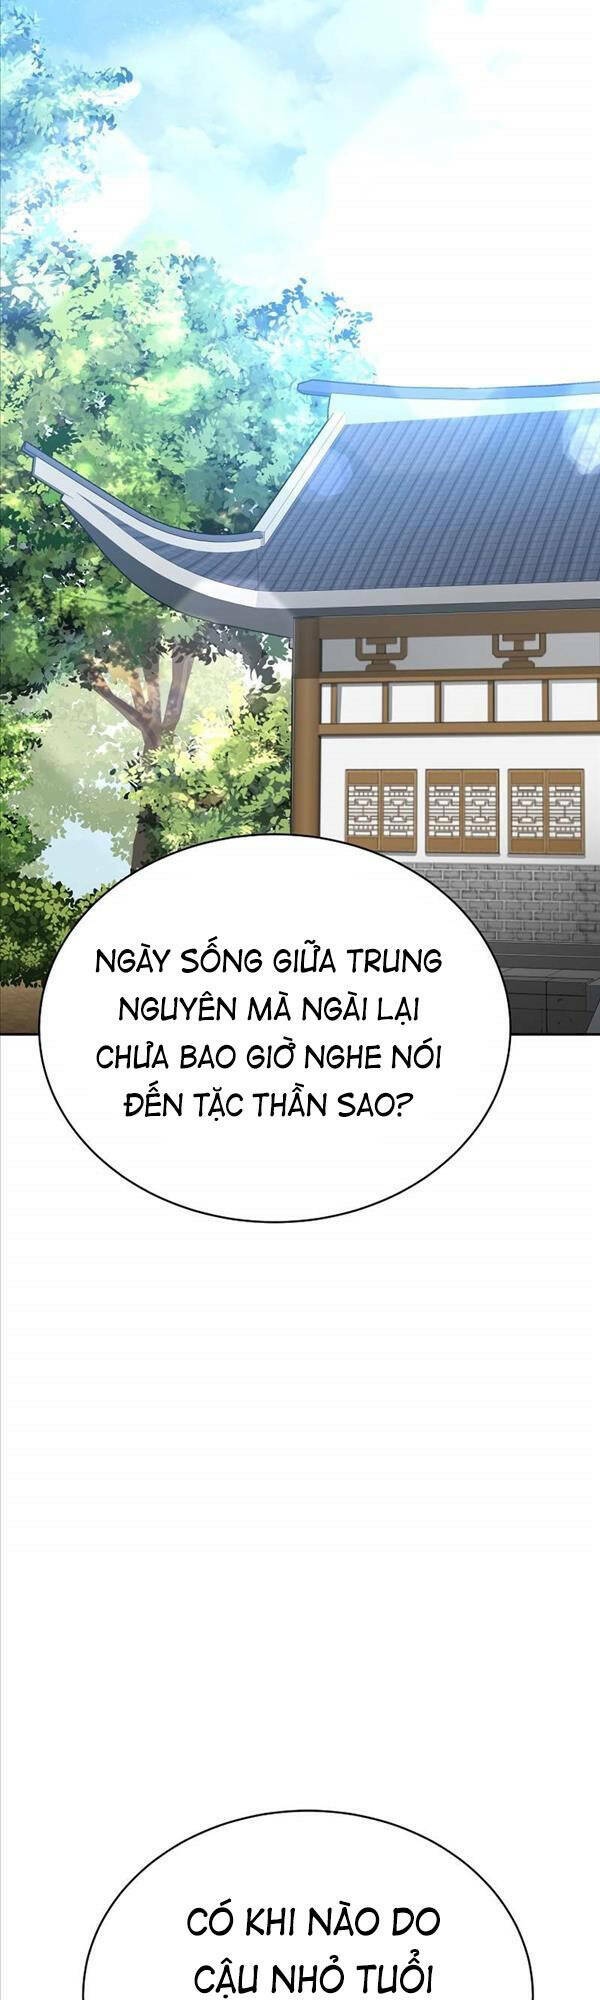 NGÀY SỐNG GIỮA TRUNG
NGUYÊN MÀ NGÀI LẠI
CHƯA BAO GIỜ NGHE NÓI
ĐẾN TẶC THẦN SAO?
CÓ KHI NÀO DO
CẬU NHỎ TUỔI